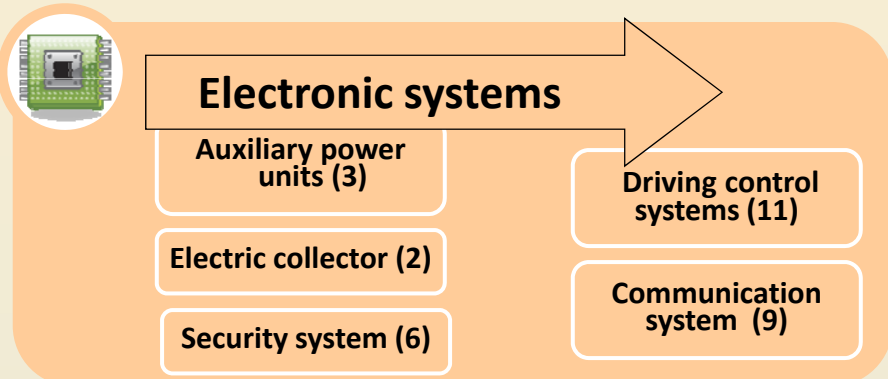 Electronic systems
Auxiliary power
units (3)
Electric collector (2)
Security system (6)
Driving control
systems (11)
Communication
system (9)